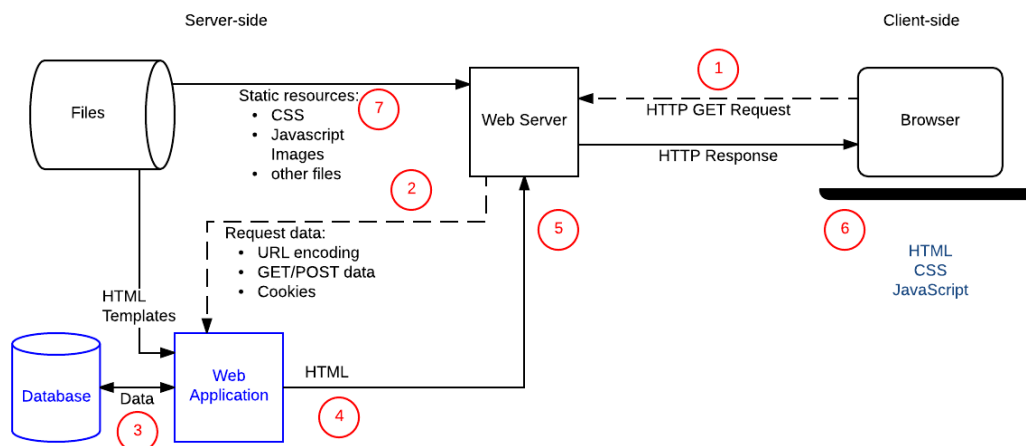 Server-side
Client-side
1
Files
Static resources:
• CSS
• Javascript
Images
• other files
7
Web Server
HTTP GET Request
HTTP Response
Browser
2
Request data:
• URL encoding
• GET/POST data
• Cookies
5
6
HTML
CSS
JavaScript
HTML
Templates
Database
Data
3
Web
Application
HTML
4